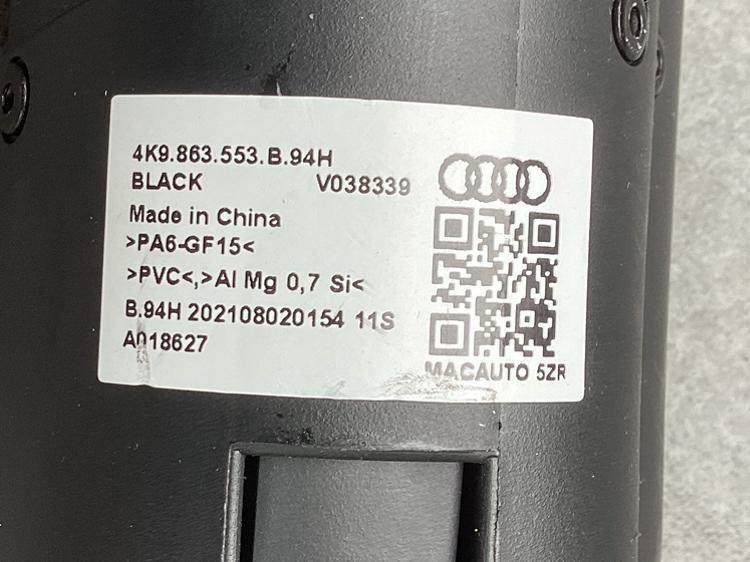 4K9.863.553.B.94H
BLACK V038339
Made in China
>PA6-GF15<
>PVC<,>Al Mg 0,7 Si<
B.94H 202108020154 11S
A018627
MACAUTO 5ZR